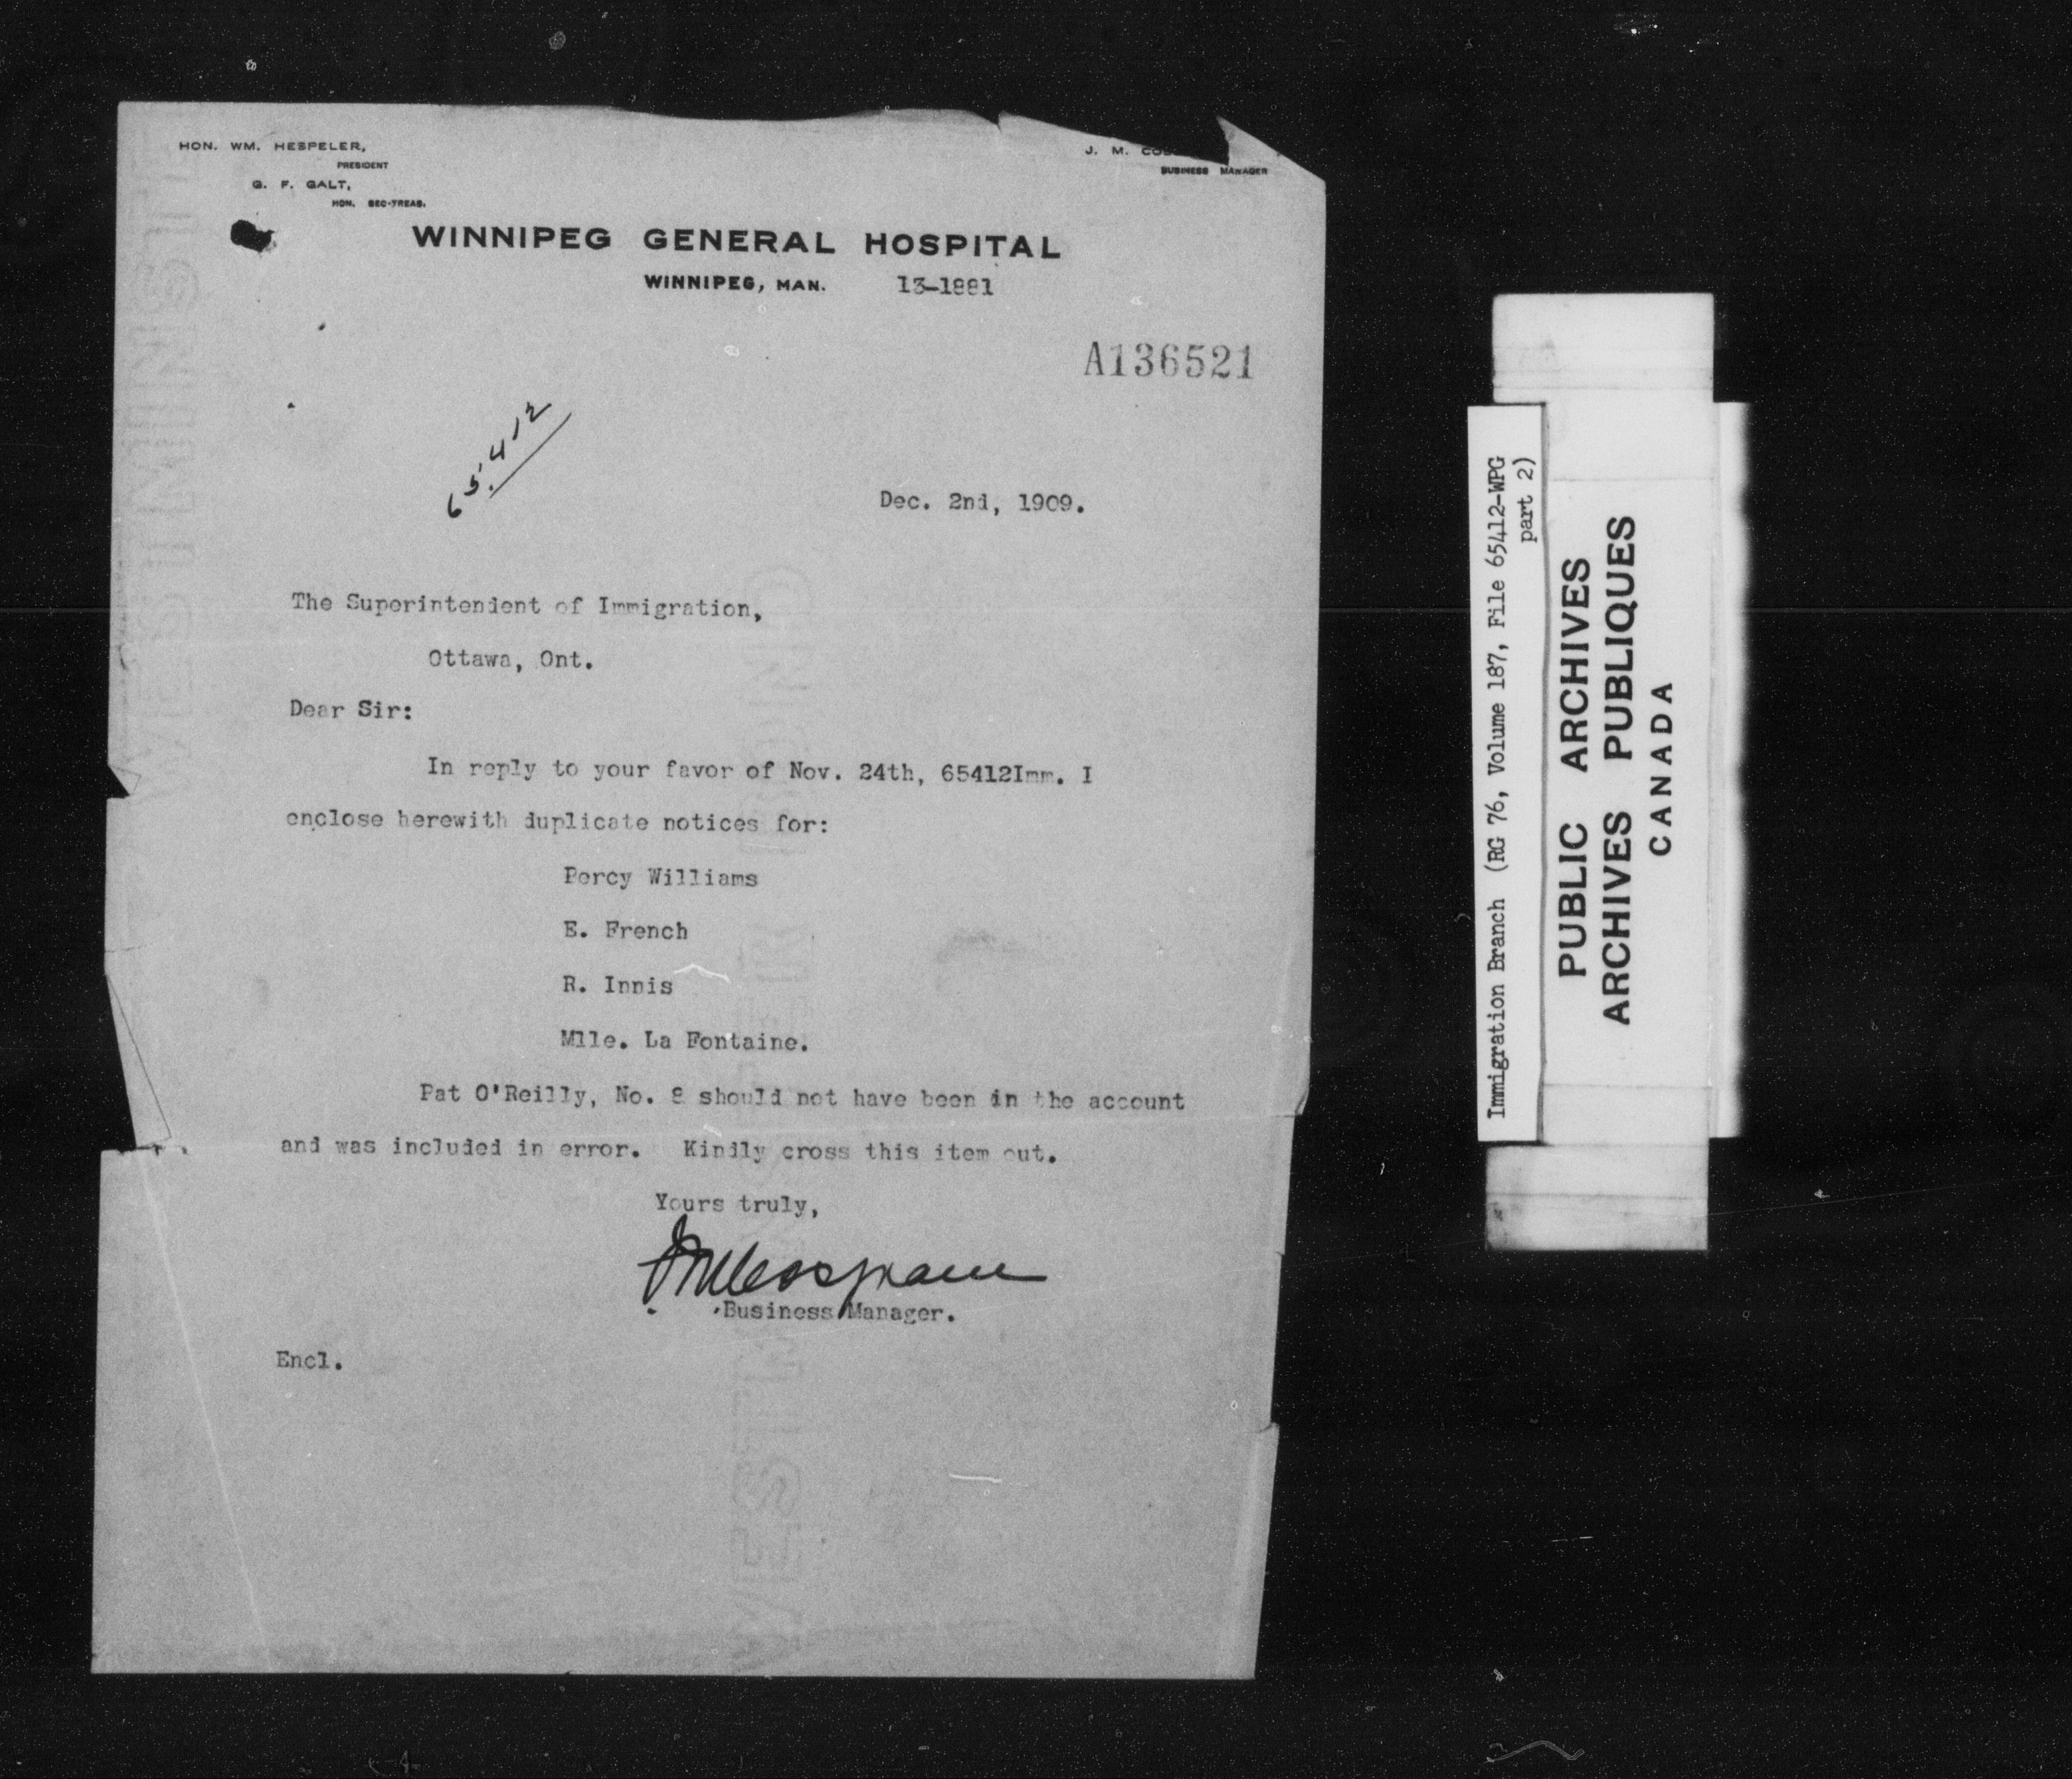 HON. WM. HESPELER,
PRESIDENT
G. F. GALT,
HON. SEC-TREAS.
J. M.
BUSINESS MANAGER
WINNIPEG GENERAL HOSPITAL
WINNIPEG, MAN. 13-1881
A136521
65.412
Dec. 2nd, 1909.
The Superintendent of Immigration,
Ottawa, Ont.
Dear Sir:
In reply to your favor of Nov. 24th, 65412Imm. I
enclose herewith duplicate notices for:
Percy Williams
E. French
R. Innis
Mlle. La Fontaine.
Pat O'Reilly, No. 8 should not have been in the account
and was included in error. Kindly cross this item out.
Yours truly,
Business Manager.
Encl.
Immigration Branch (RG 76, Volume 187, File 65412-WPG
part 2)
PUBLIC ARCHIVES
ARCHIVES PUBLIQUES
CANADA